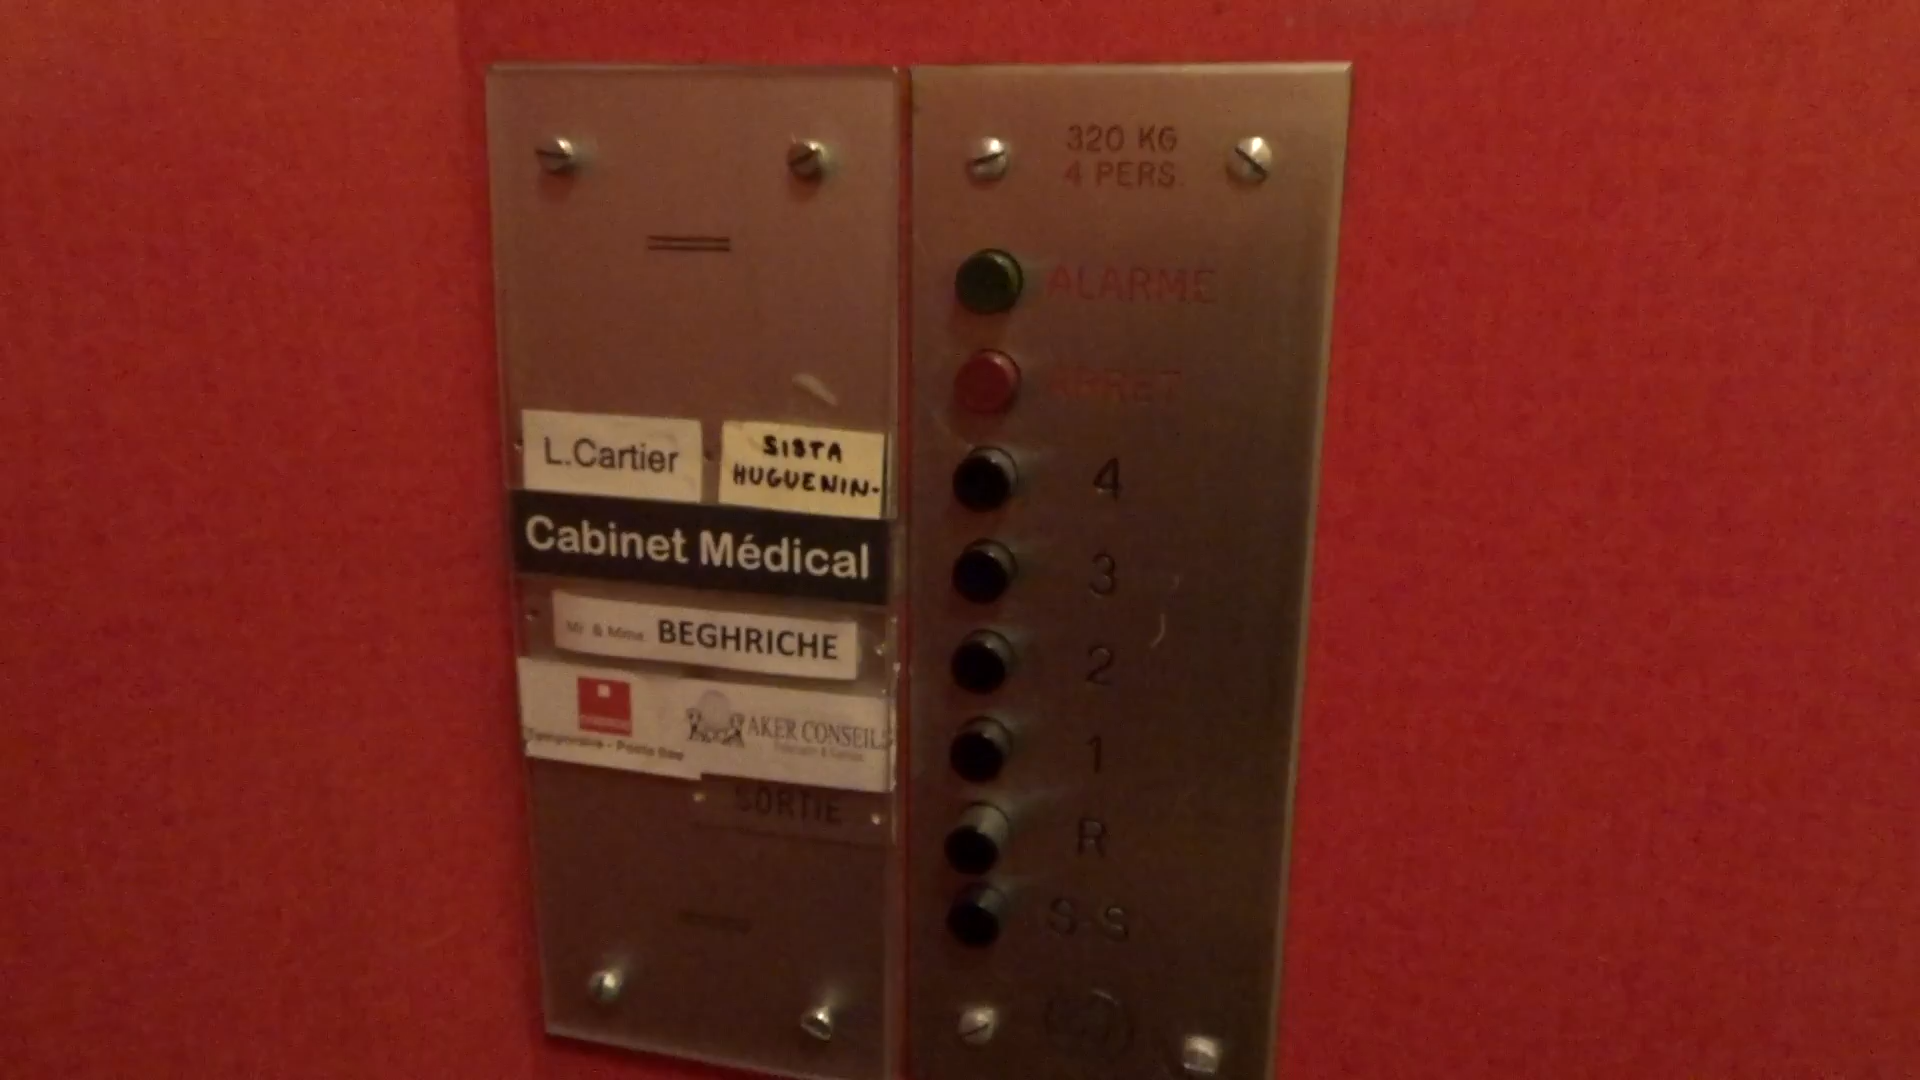 L.Cartier
SISTA
HUGUENIN-
Cabinet Médical
Mr & Mme BEGHRICHE
AKER CONSEILS
SORTIE
320 KG
4 PERS.
ALARME
ARRET
4
3
2
1
R
S-S